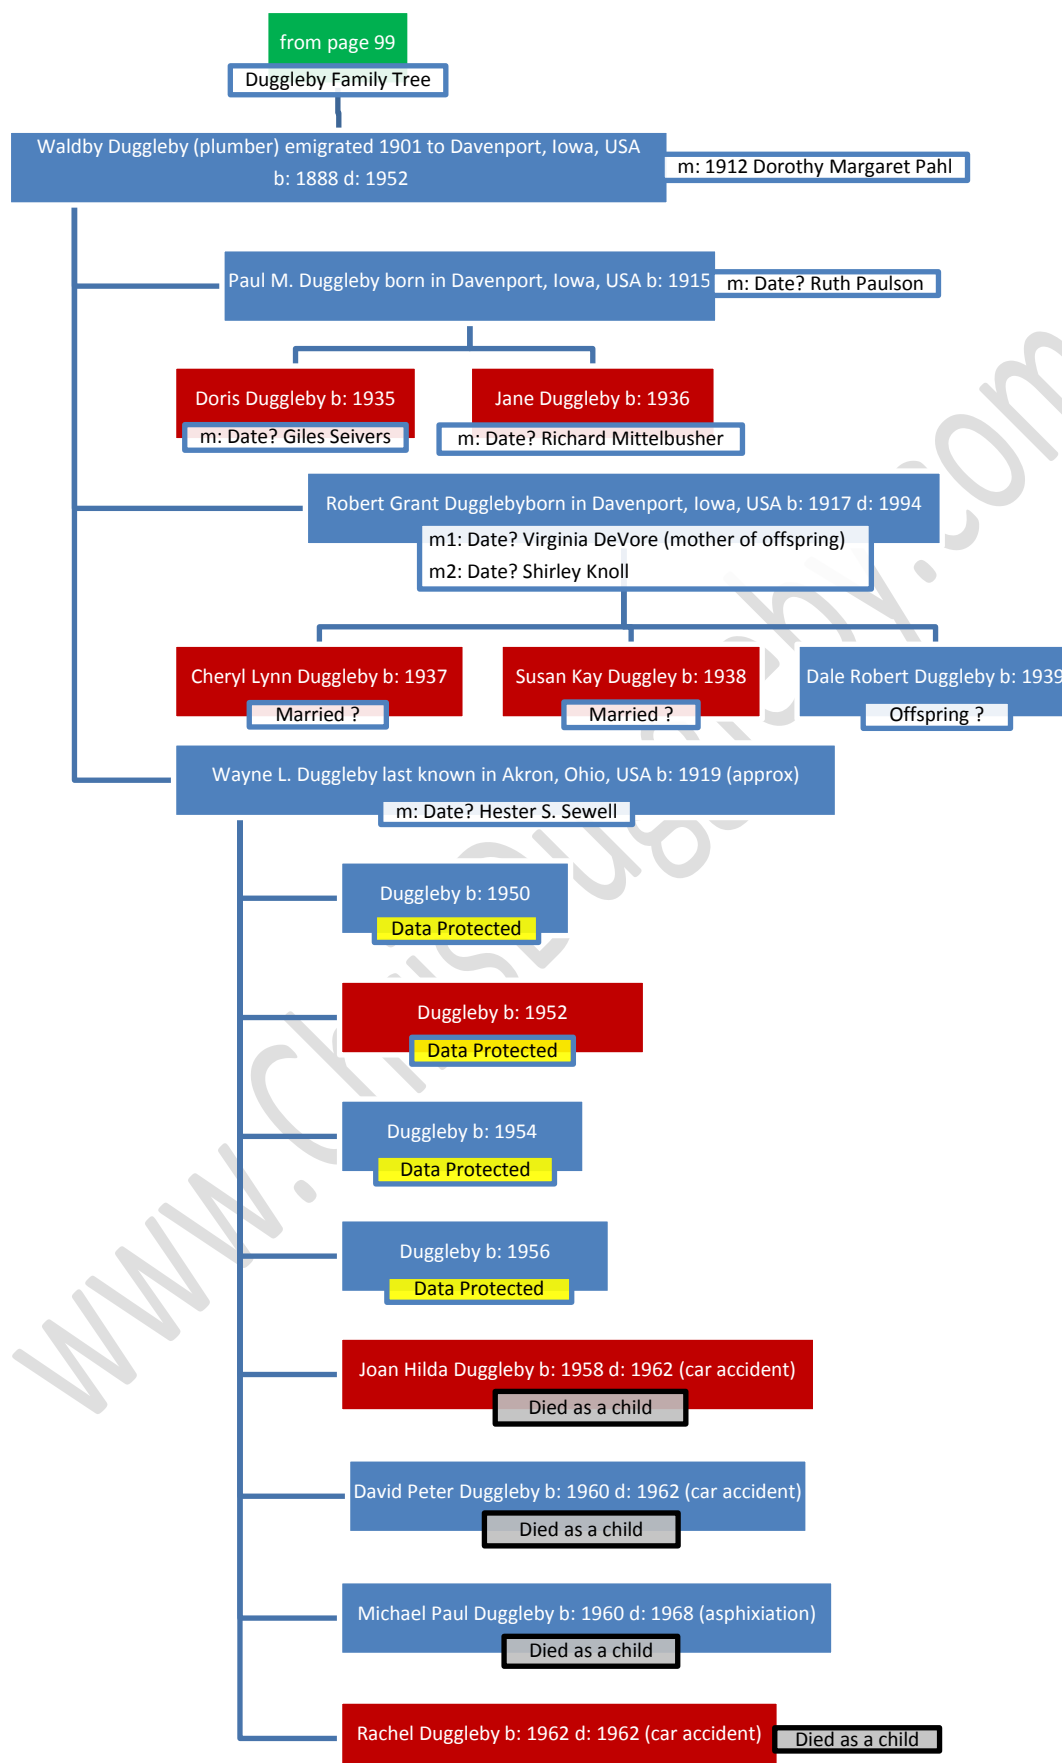 from page 99
Duggleby Family Tree
Waldby Duggleby (plumber) emigrated 1901 to Davenport, Iowa, USA
b: 1888 d: 1952
m: 1912 Dorothy Margaret Pahl
Paul M. Duggleby born in Davenport, Iowa, USA b: 1915
m: Date? Ruth Paulson
Doris Duggleby b: 1935
m: Date? Giles Seivers
Jane Duggleby b: 1936
m: Date? Richard Mittelbusher
Robert Grant Dugglebyborn in Davenport, Iowa, USA b: 1917 d: 1994
m1: Date? Virginia DeVore (mother of offspring)
m2: Date? Shirley Knoll
Cheryl Lynn Duggleby b: 1937
Married ?
Susan Kay Duggley b: 1938
Married ?
Dale Robert Duggleby b: 1939
Offspring ?
Wayne L. Duggleby last known in Akron, Ohio, USA b: 1919 (approx)
m: Date? Hester S. Sewell
Duggleby b: 1950
Data Protected
Duggleby b: 1952
Data Protected
Duggleby b: 1954
Data Protected
Duggleby b: 1956
Data Protected
Joan Hilda Duggleby b: 1958 d: 1962 (car accident)
Died as a child
David Peter Duggleby b: 1960 d: 1962 (car accident)
Died as a child
Michael Paul Duggleby b: 1960 d: 1968 (asphixiation)
Died as a child
Rachel Duggleby b: 1962 d: 1962 (car accident)
Died as a child
www.ChrisDuggleby.com